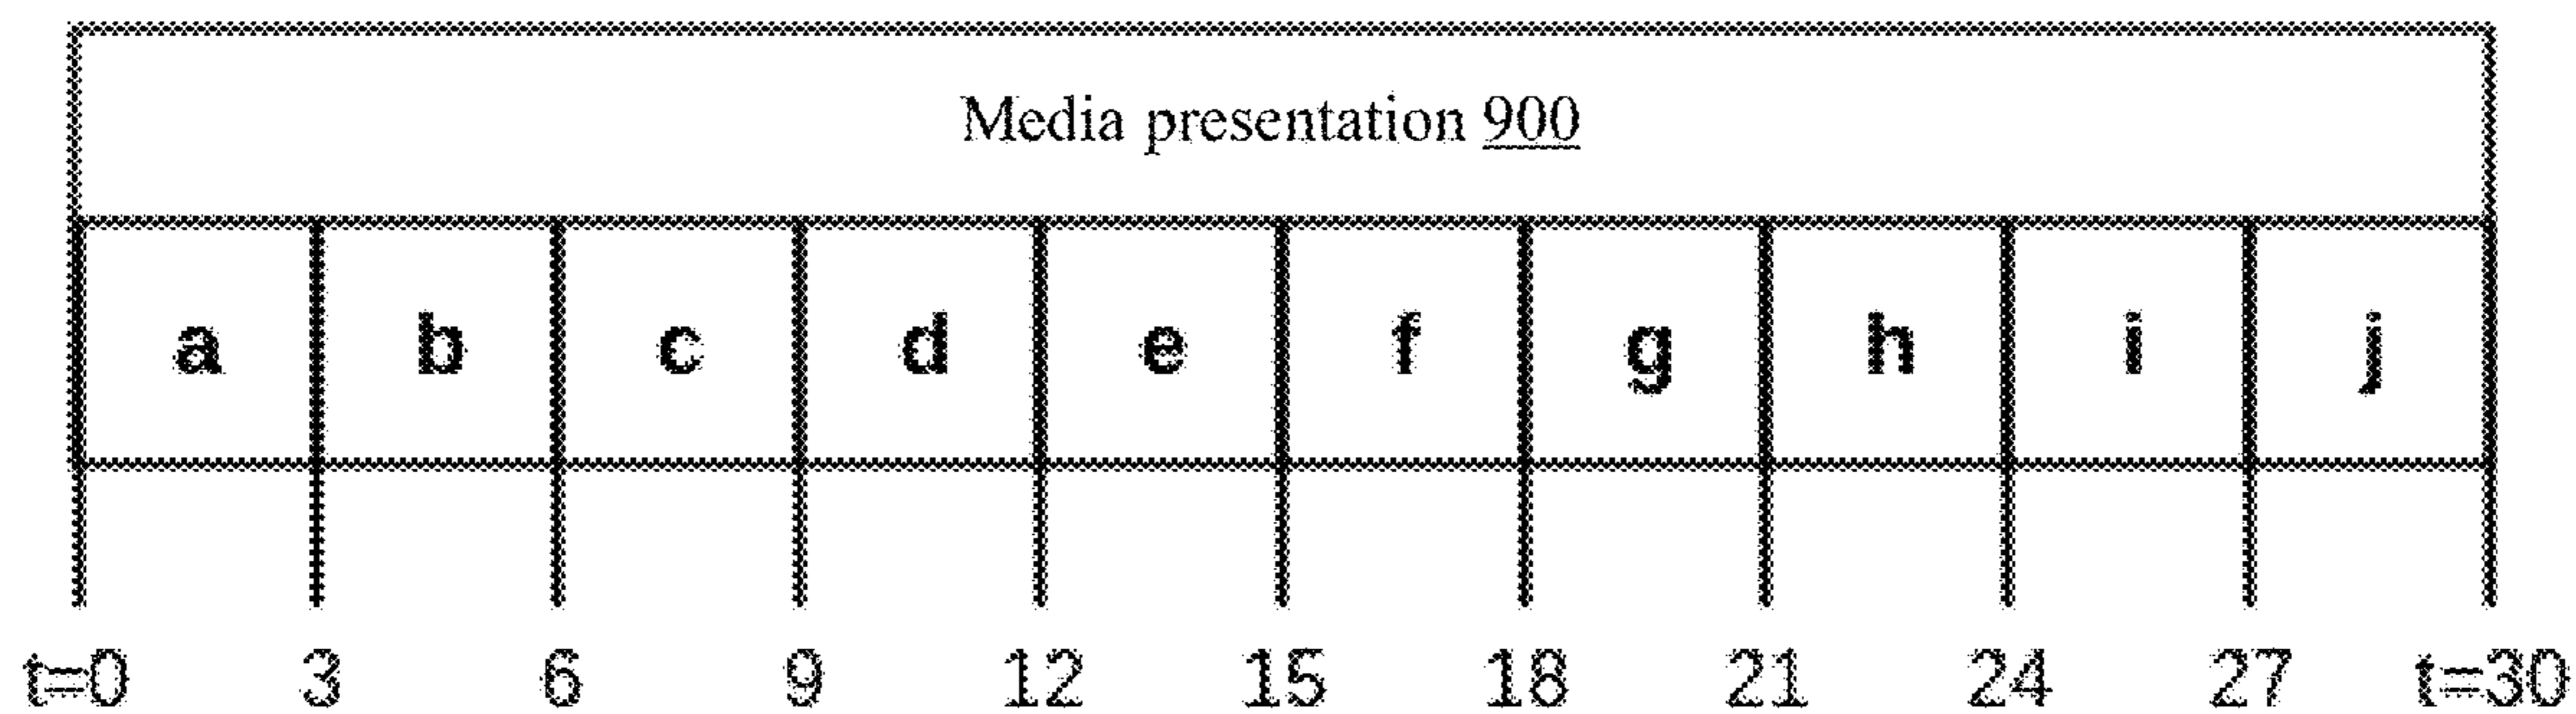 Media presentation 900
a b c d e f g h i j
t=0 3 6 9 12 15 18 21 24 27 t=30